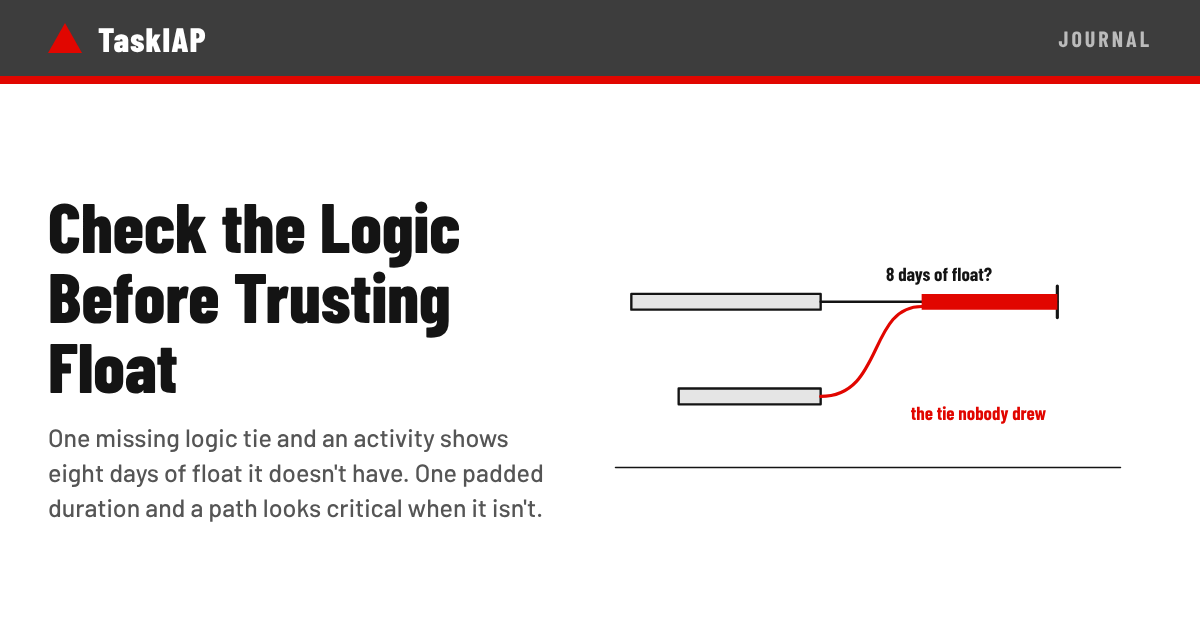 TaskIAP
JOURNAL
Check the Logic
Before Trusting
Float
One missing logic tie and an activity shows
eight days of float it doesn't have. One padded
duration and a path looks critical when it isn't.
8 days of float?
the tie nobody drew